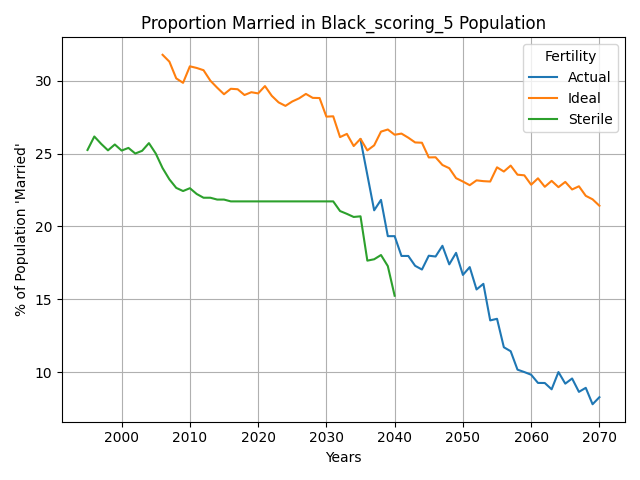 Proportion Married in Black_scoring_5 Population
% of Population 'Married'
30
25
20
15
10
Fertility
Actual
Ideal
Sterile
2000
2010
2020
2030
2040
2050
2060
2070
Years